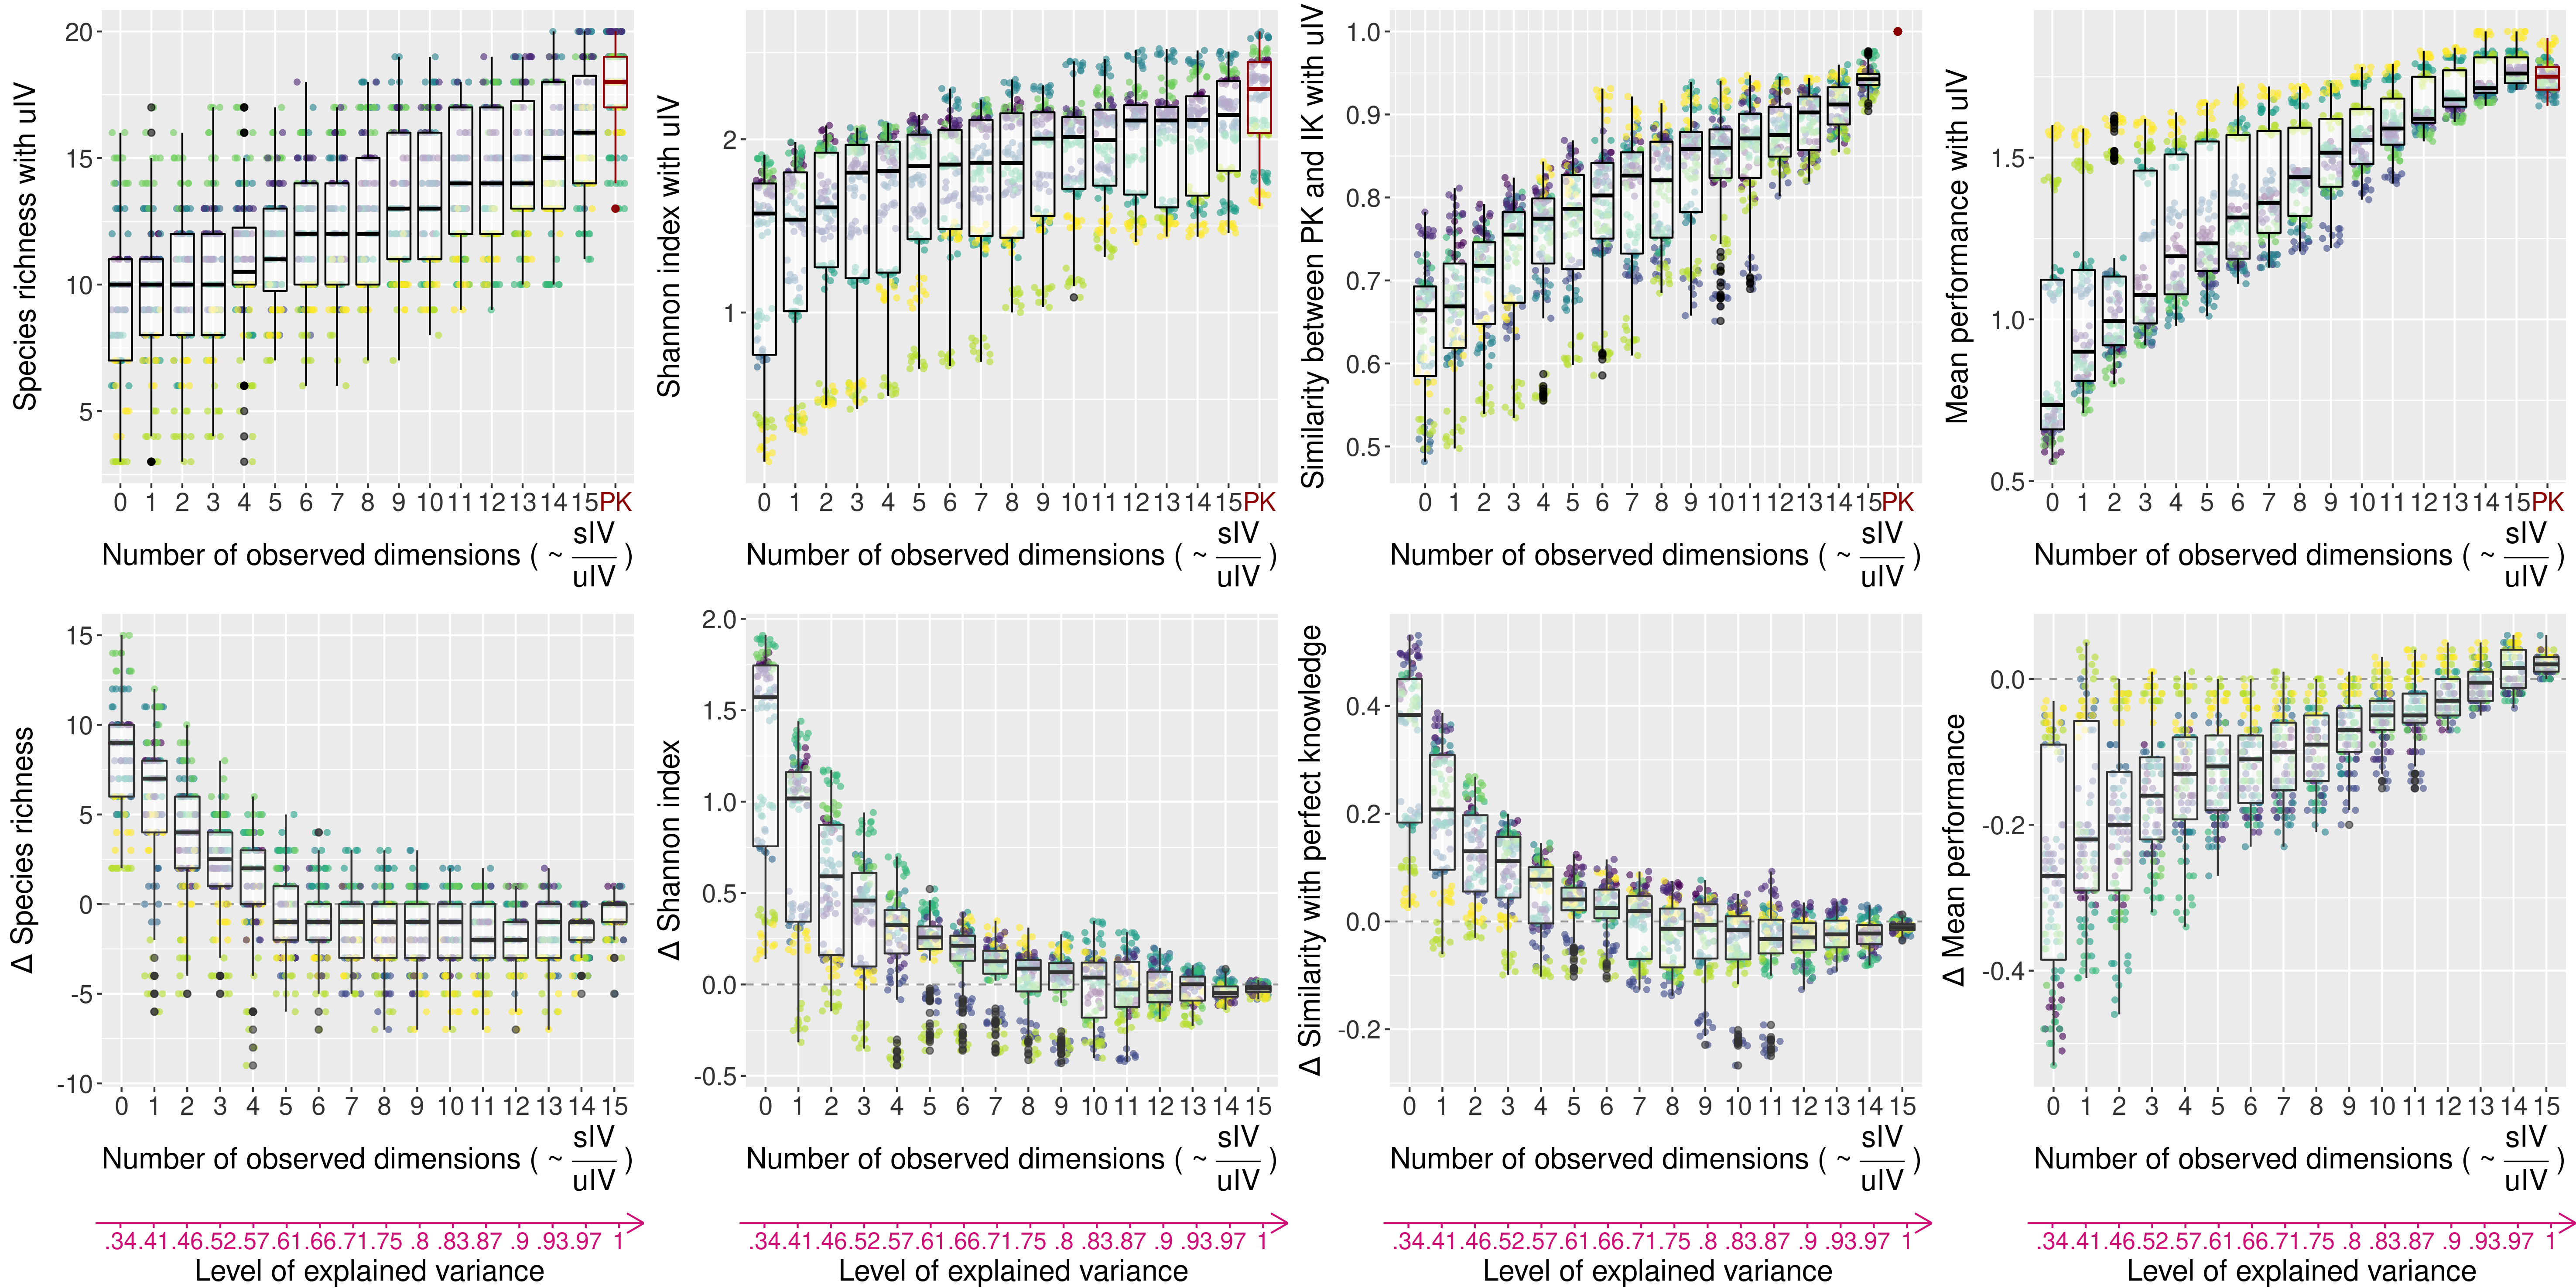 Species richness with uIV
20
15
10
5
0 1 2 3 4 5 6 7 8 9 10 11 12 13 14 15 PK
Number of observed dimensions ( ~ sIV / uIV )
Shannon index with uIV
2
1
0 1 2 3 4 5 6 7 8 9 10 11 12 13 14 15 PK
Number of observed dimensions ( ~ sIV / uIV )
Similarity between PK and IK with uIV
1.0
0.9
0.8
0.7
0.6
0.5
0 1 2 3 4 5 6 7 8 9 10 11 12 13 14 15 PK
Number of observed dimensions ( ~ sIV / uIV )
Mean performance with uIV
1.5
1.0
0.5
0 1 2 3 4 5 6 7 8 9 10 11 12 13 14 15 PK
Number of observed dimensions ( ~ sIV / uIV )
Δ Species richness
15
10
5
0
-5
-10
0 1 2 3 4 5 6 7 8 9 10 11 12 13 14 15
Number of observed dimensions ( ~ sIV / uIV )
.34 .41 .46 .52 .57 .61 .66 .71 .75 .8 .83 .87 .9 .93 .97 1
Level of explained variance
Δ Shannon index
2.0
1.5
1.0
0.5
0.0
-0.5
0 1 2 3 4 5 6 7 8 9 10 11 12 13 14 15
Number of observed dimensions ( ~ sIV / uIV )
.34 .41 .46 .52 .57 .61 .66 .71 .75 .8 .83 .87 .9 .93 .97 1
Level of explained variance
Δ Similarity with perfect knowledge
0.4
0.2
0.0
-0.2
0 1 2 3 4 5 6 7 8 9 10 11 12 13 14 15
Number of observed dimensions ( ~ sIV / uIV )
.34 .41 .46 .52 .57 .61 .66 .71 .75 .8 .83 .87 .9 .93 .97 1
Level of explained variance
Δ Mean performance
0.0
-0.2
-0.4
0 1 2 3 4 5 6 7 8 9 10 11 12 13 14 15
Number of observed dimensions ( ~ sIV / uIV )
.34 .41 .46 .52 .57 .61 .66 .71 .75 .8 .83 .87 .9 .93 .97 1
Level of explained variance